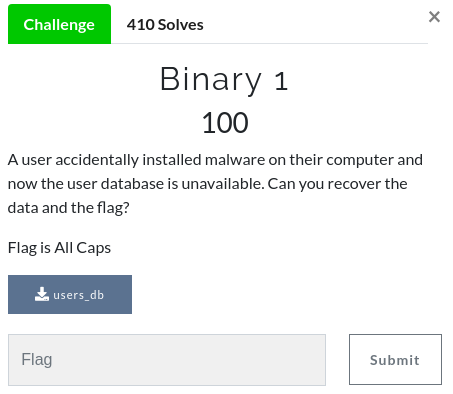 Challenge
410 Solves
×
Binary 1
100
A user accidentally installed malware on their computer and
now the user database is unavailable. Can you recover the
data and the flag?
Flag is All Caps
users_db
Flag
Submit